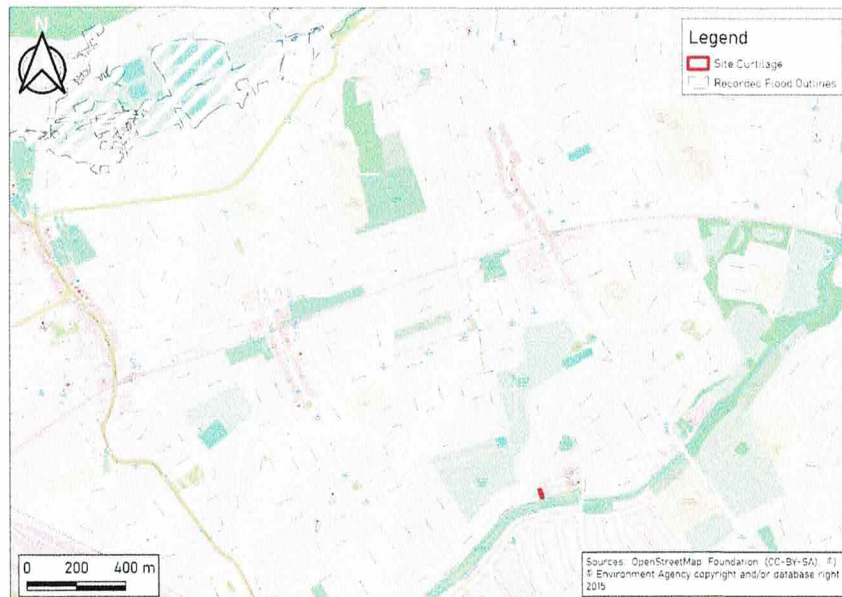 N
Legend
Site Curtilage
Recorded Flood Outlines
0 200 400 m
Sources: OpenStreetMap Foundation (CC-BY-SA), ©
© Environment Agency copyright and/or database right
2015